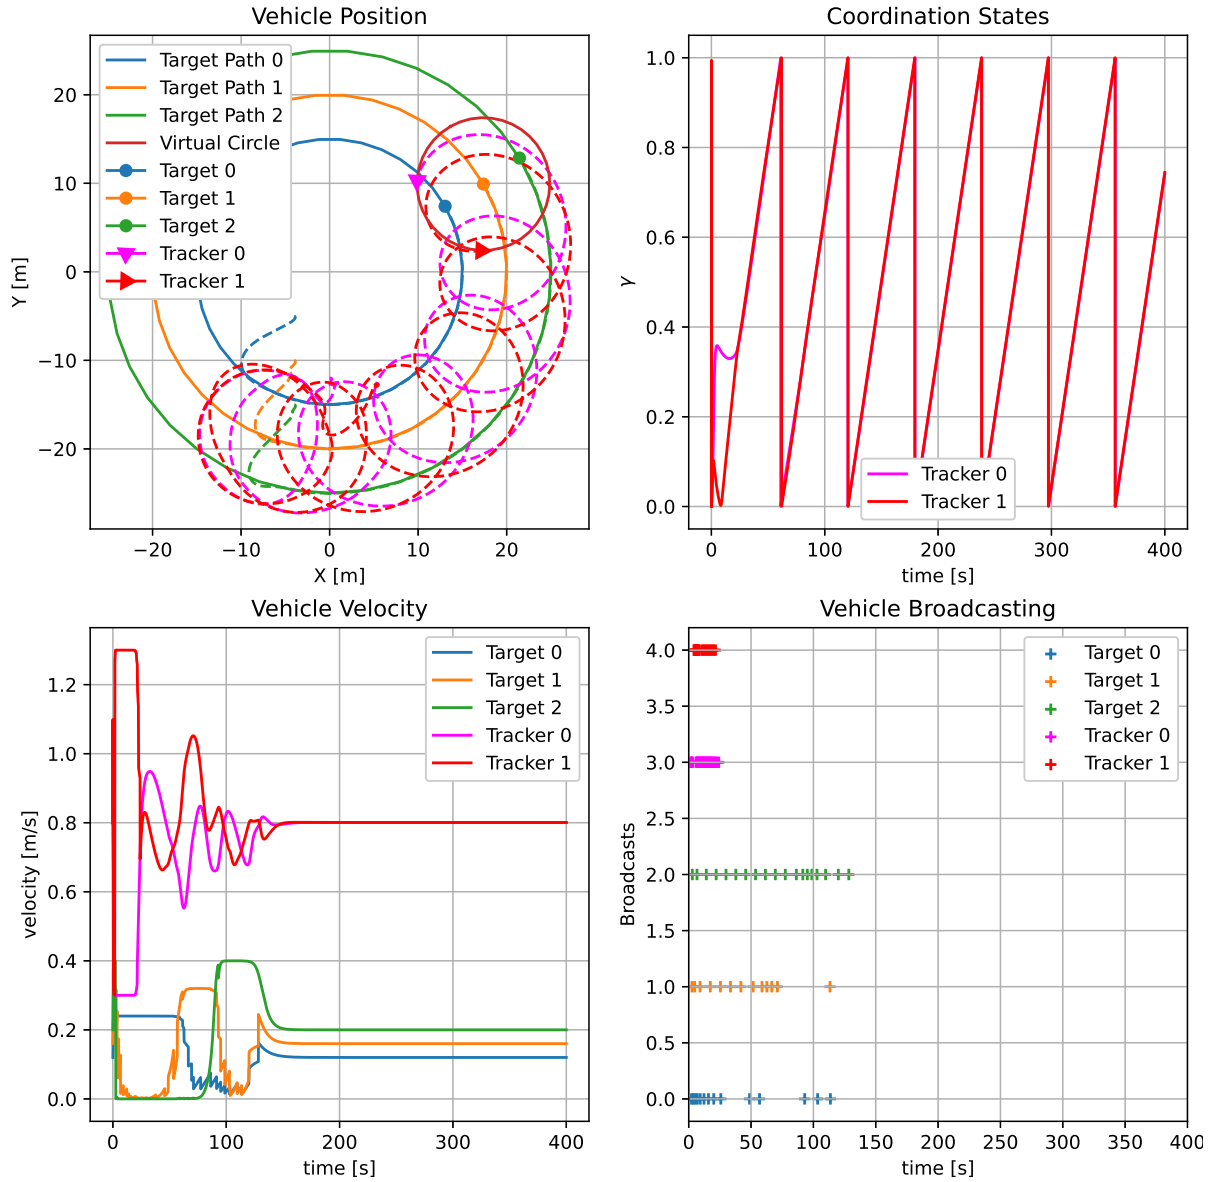 Vehicle Position
Target Path 0
Target Path 1
Target Path 2
Virtual Circle
Target 0
Target 1
Target 2
Tracker 0
Tracker 1
20
10
0
−10
−20
Y [m]
−20 −10 0 10 20
X [m]
Coordination States
1.0
0.8
0.6
0.4
0.2
0.0
γ
Tracker 0
Tracker 1
0 100 200 300 400
time [s]
Vehicle Velocity
Target 0
Target 1
Target 2
Tracker 0
Tracker 1
1.2
1.0
0.8
0.6
0.4
0.2
0.0
velocity [m/s]
0 100 200 300 400
time [s]
Vehicle Broadcasting
Target 0
Target 1
Target 2
Tracker 0
Tracker 1
4.0
3.5
3.0
2.5
2.0
1.5
1.0
0.5
0.0
Broadcasts
0 50 100 150 200 250 300 350 400
time [s]